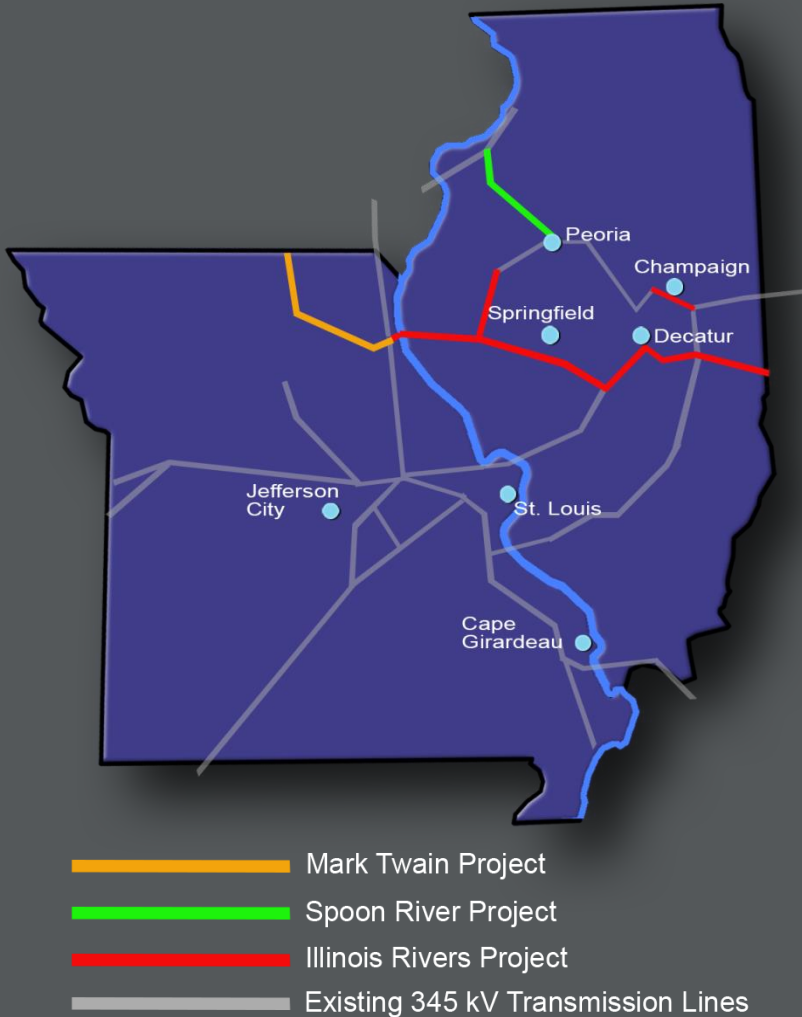 Peoria
Champaign
Springfield
Decatur
Jefferson
City
St. Louis
Cape
Girardeau
Mark Twain Project
Spoon River Project
Illinois Rivers Project
Existing 345 kV Transmission Lines